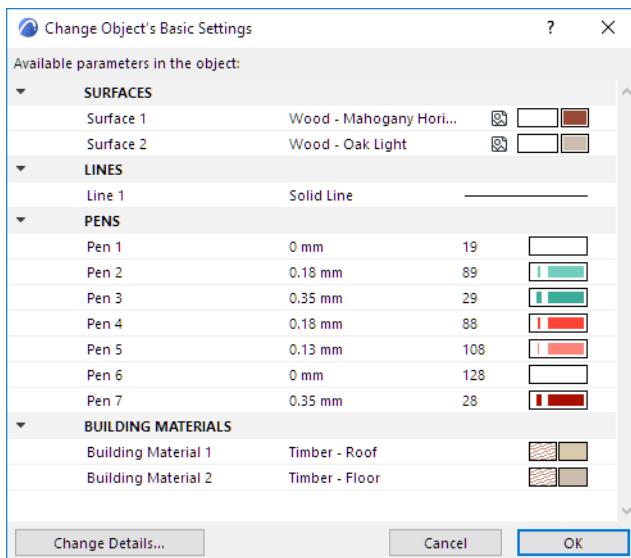 Change Object's Basic Settings ?
Available parameters in the object:
SURFACES
Surface 1 Wood - Mahogany Hori...
Surface 2 Wood - Oak Light
LINES
Line 1 Solid Line
PENS
Pen 1 0 mm 19
Pen 2 0.18 mm 89
Pen 3 0.35 mm 29
Pen 4 0.18 mm 88
Pen 5 0.13 mm 108
Pen 6 0 mm 128
Pen 7 0.35 mm 28
BUILDING MATERIALS
Building Material 1 Timber - Roof
Building Material 2 Timber - Floor
Change Details... Cancel OK